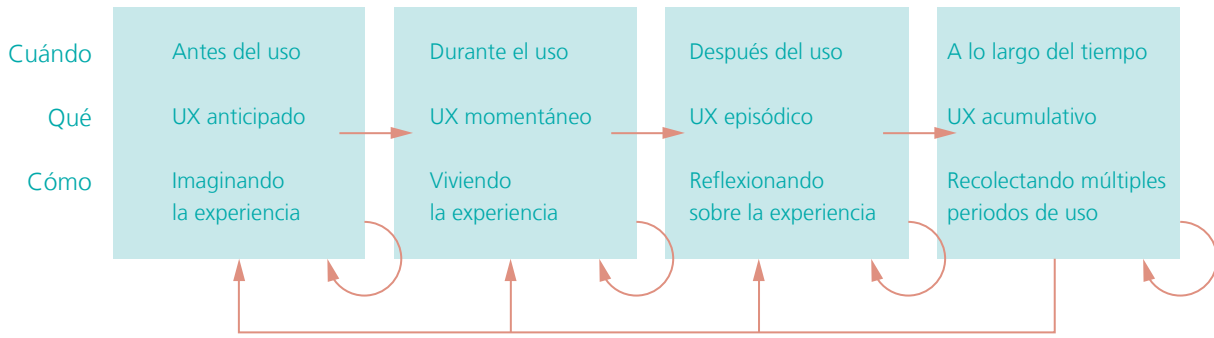 Cuándo Antes del uso Durante el uso Después del uso A lo largo del tiempo
Qué UX anticipado UX momentáneo UX episódico UX acumulativo
Cómo Imaginando Viviendo Reflexionando Recolectando múltiples
la experiencia la experiencia sobre la experiencia periodos de uso